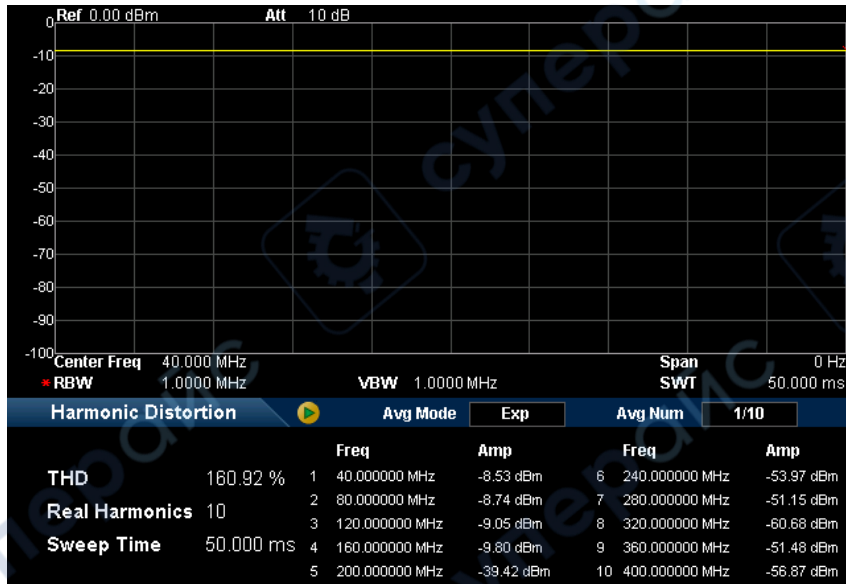 Ref 0.00 dBm Att 10 dB
0
-10
-20
-30
-40
-50
-60
-70
-80
-90
-100
Center Freq 40.000 MHz Span 0 Hz
* RBW 1.0000 MHz VBW 1.0000 MHz SWT 50.000 ms
Harmonic Distortion Avg Mode Exp Avg Num 1/10
Freq Amp Freq Amp
THD 160.92 % 1 40.000000 MHz -8.53 dBm 6 240.000000 MHz -53.97 dBm
2 80.000000 MHz -8.74 dBm 7 280.000000 MHz -51.15 dBm
Real Harmonics 10
3 120.000000 MHz -9.05 dBm 8 320.000000 MHz -60.68 dBm
Sweep Time 50.000 ms 4 160.000000 MHz -9.80 dBm 9 360.000000 MHz -51.48 dBm
5 200.000000 MHz -39.42 dBm 10 400.000000 MHz -56.87 dBm